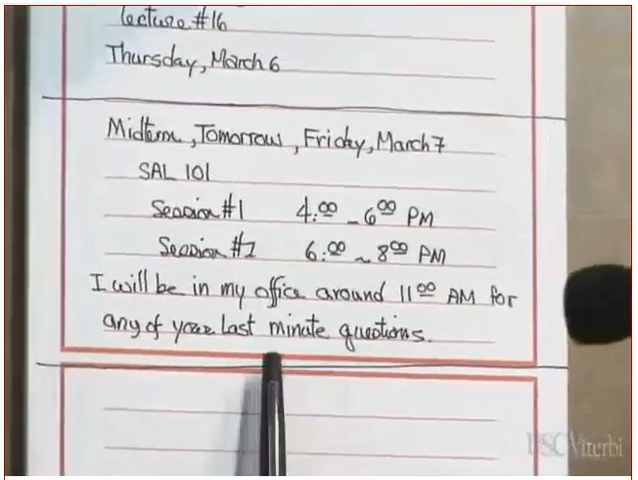 lecture #16
Thursday, March 6
Midterm, Tomorrow, Friday, March 7
SAL 101
Session #1 4:00 - 6:00 PM
Session #2 6:00 ~ 8:00 PM
I will be in my office around 11:00 AM for
any of your last minute questions.
USC Viterbi